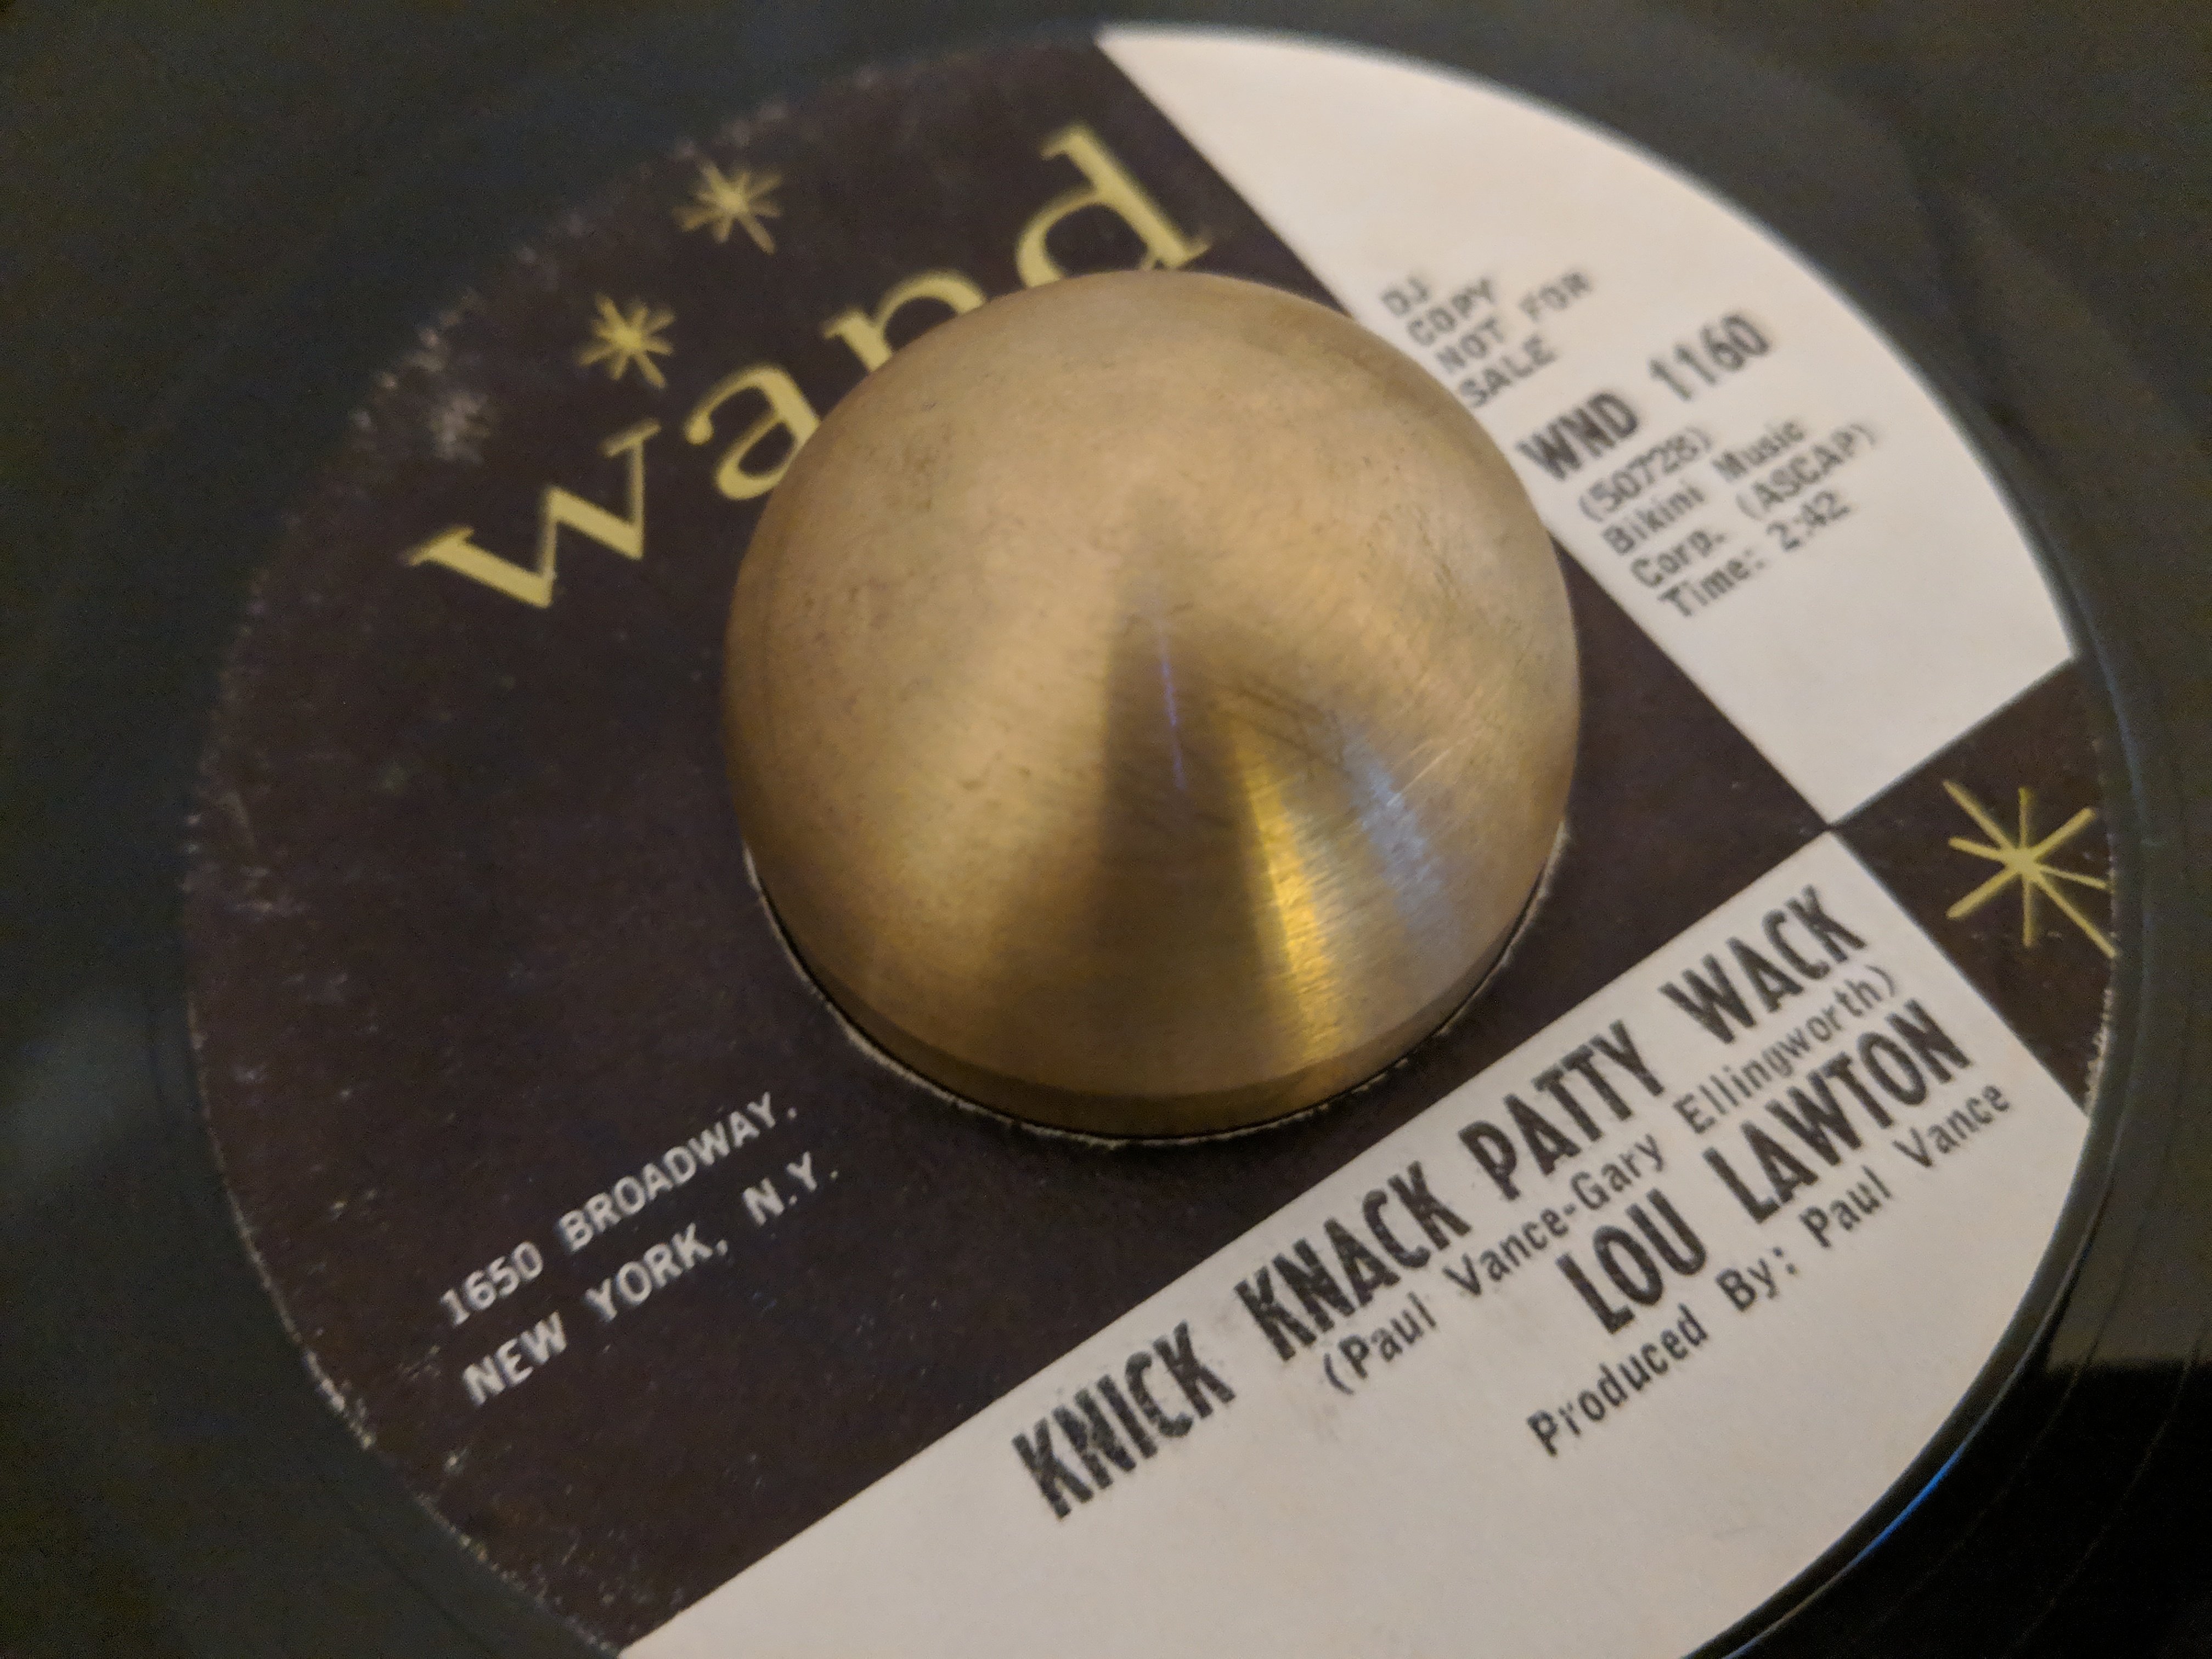 wand
DJ
COPY
NOT FOR
SALE
WND 1160
(50728)
Bikini Music
Corp. (ASCAP)
Time: 2:42
1650 BROADWAY.
NEW YORK, N.Y.
KNICK KNACK PATTY WACK
(Paul Vance-Gary Ellingworth)
LOU LAWTON
Produced By: Paul Vance